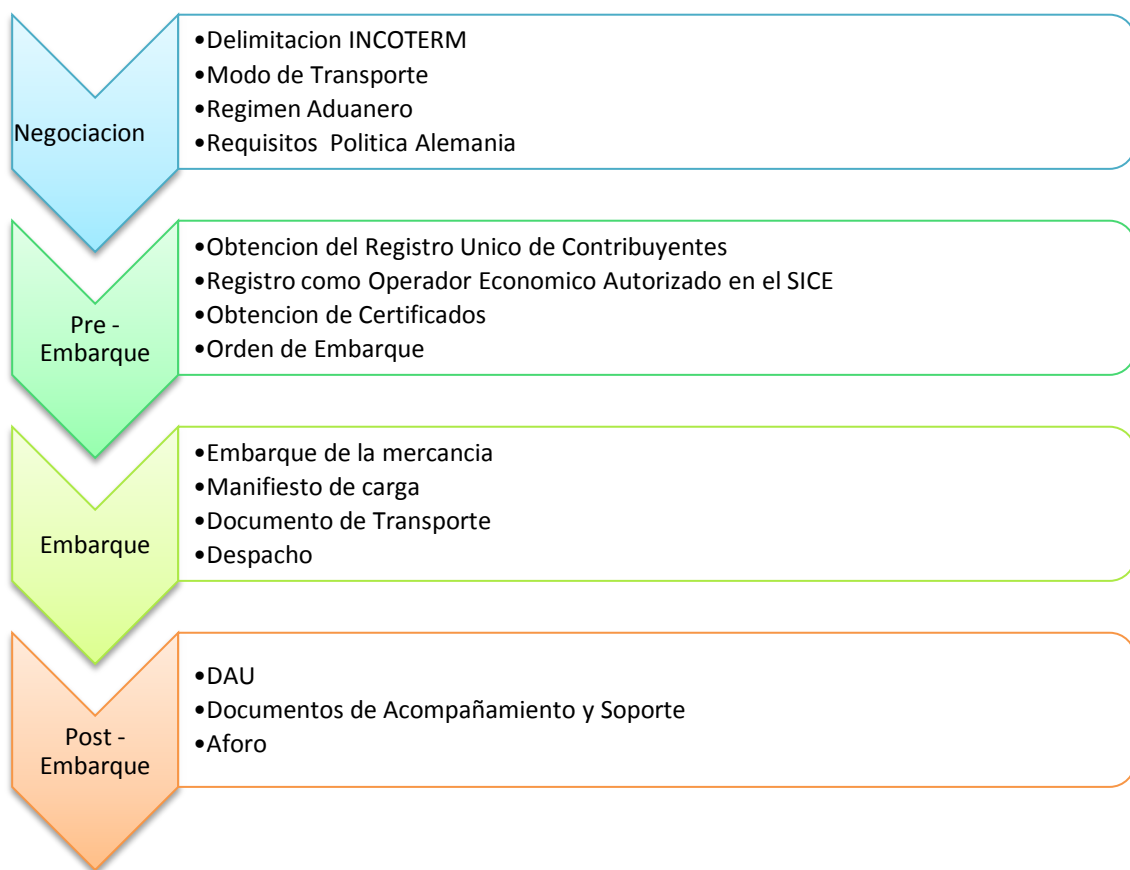 Negociacion
•Delimitacion INCOTERM
•Modo de Transporte
•Regimen Aduanero
•Requisitos  Politica Alemania
Pre -
Embarque
•Obtencion del Registro Unico de Contribuyentes
•Registro como Operador Economico Autorizado en el SICE
•Obtencion de Certificados
•Orden de Embarque
Embarque
•Embarque de la mercancia
•Manifiesto de carga
•Documento de Transporte
•Despacho
Post -
Embarque
•DAU
•Documentos de Acompañamiento y Soporte
•Aforo